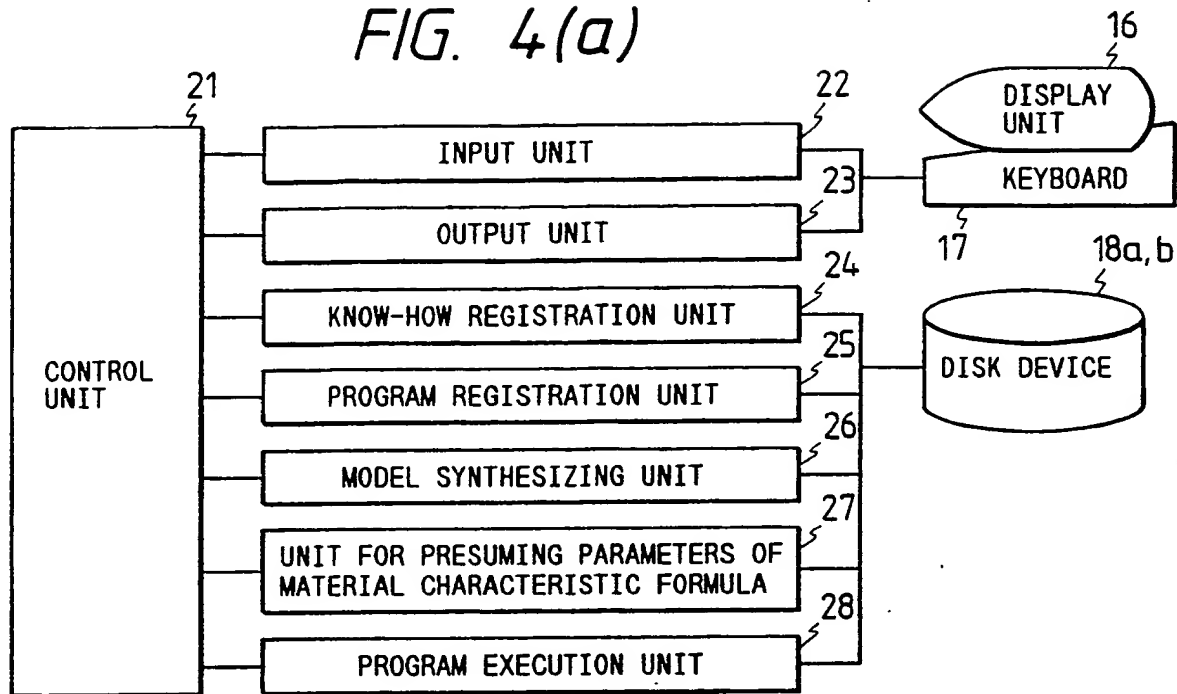 FIG. 4(a)
16
DISPLAY
UNIT
KEYBOARD
17
21
CONTROL
UNIT
22
INPUT UNIT
23
OUTPUT UNIT
24
KNOW-HOW REGISTRATION UNIT
25
PROGRAM REGISTRATION UNIT
26
MODEL SYNTHESIZING UNIT
27
UNIT FOR PRESUMING PARAMETERS OF
MATERIAL CHARACTERISTIC FORMULA
28
PROGRAM EXECUTION UNIT
18a,b
DISK DEVICE